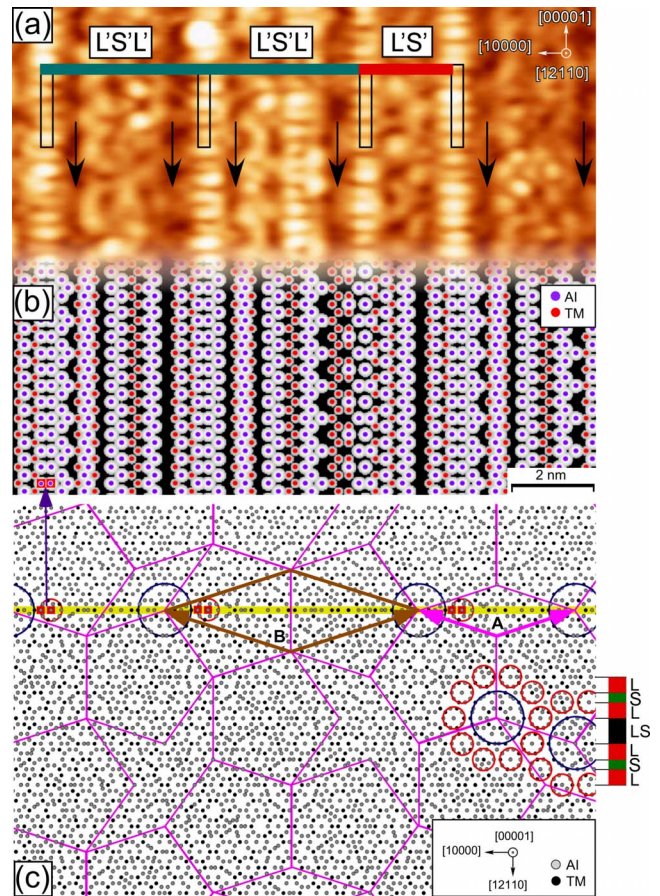 (a)
L'S'L'
L'S'L'
L'S'
[00001]
[10000]
[12110]
(b)
Al
TM
2 nm
B
A
L
S
L
LS
L
S
L
[00001]
[10000]
[12110]
Al
TM
(c)